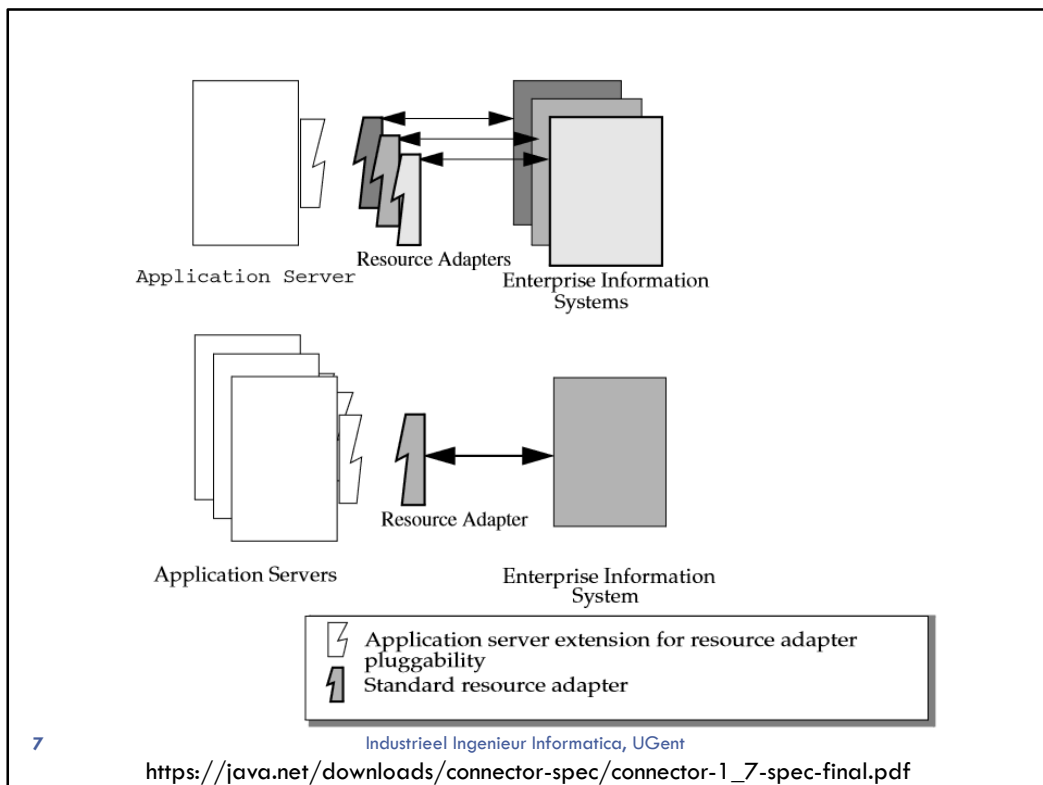 Application Server
Resource Adapters
Enterprise Information
Systems
Resource Adapter
Application Servers
Enterprise Information
System
Application server extension for resource adapter
pluggability
Standard resource adapter
7
Industrieel Ingenieur Informatica, UGent
https://java.net/downloads/connector-spec/connector-1_7-spec-final.pdf